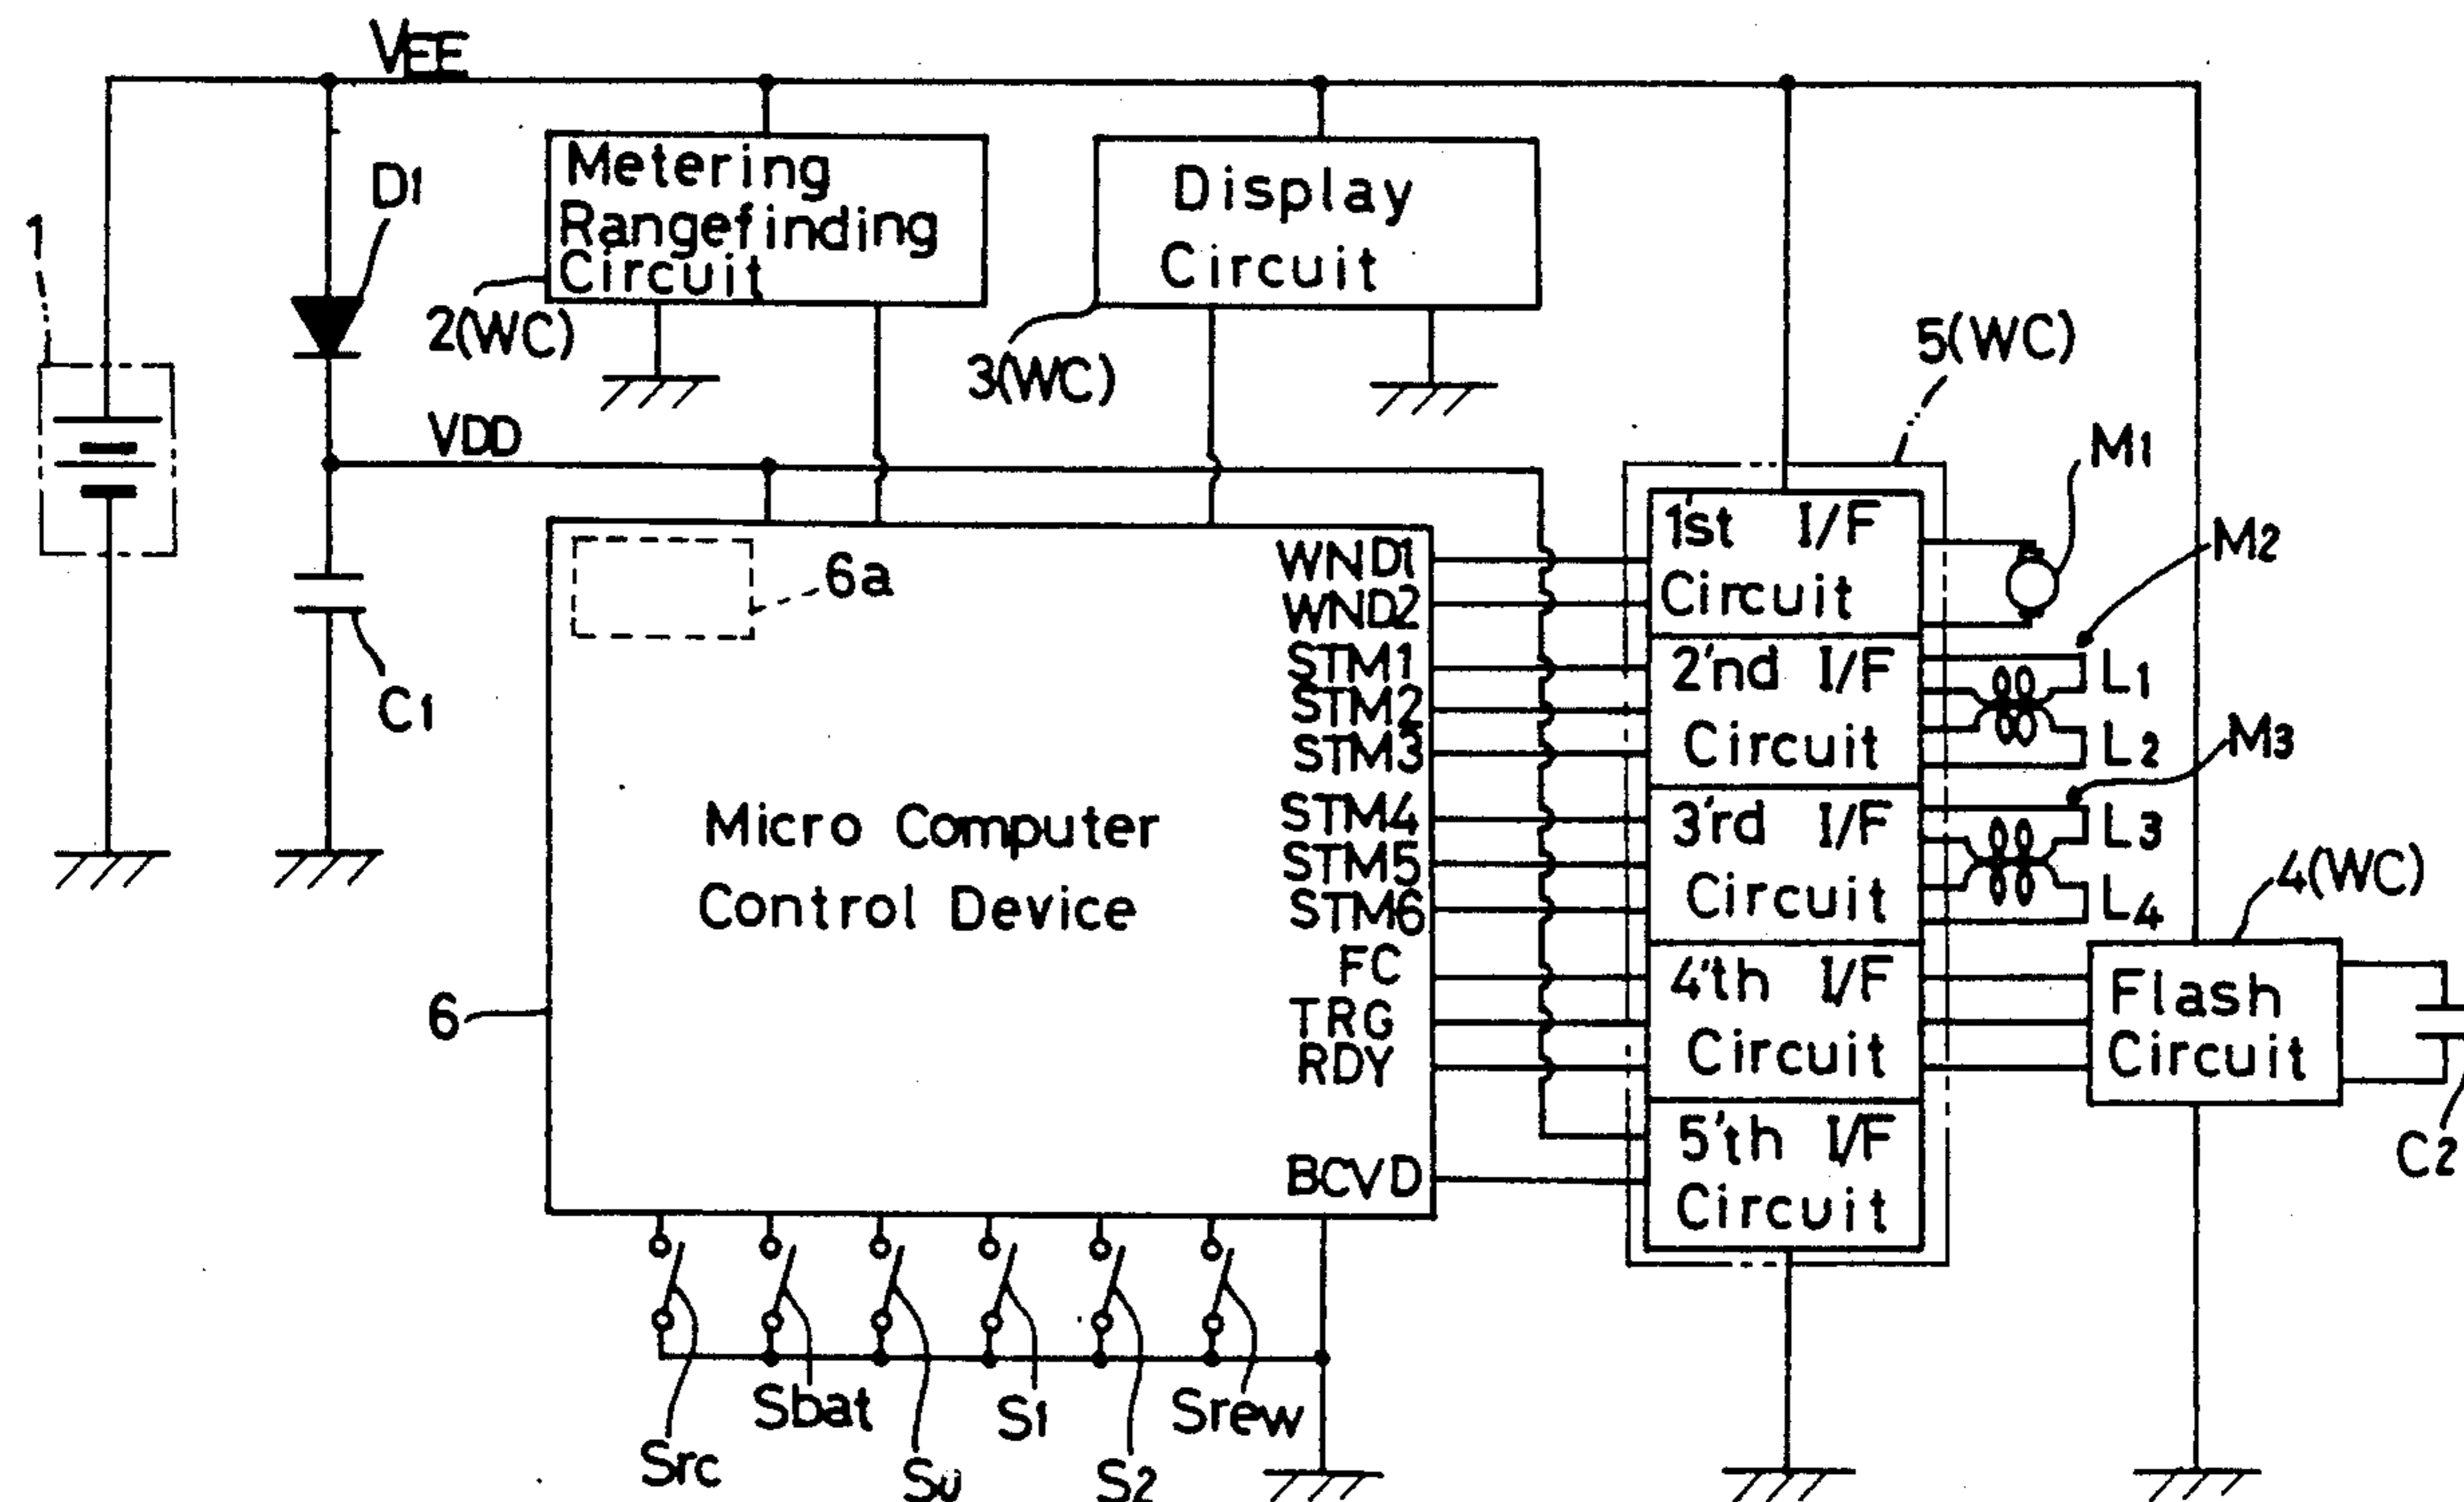 VEE
D1
1
Metering
Rangefinding
Circuit
2(WC)
Display
Circuit
3(WC)
5(WC)
VDD
M1
M2
6a
C1
WND1
WND2
STM1
STM2
STM3
STM4
STM5
STM6
FC
TRG
RDY
BCVD
1'st I/F
Circuit
2'nd I/F
Circuit
3'rd I/F
Circuit
4'th I/F
Circuit
5'th I/F
Circuit
L1
L2
M3
L3
L4
4(WC)
Micro Computer
Control Device
6
Flash
Circuit
C2
Sbat
S1
Srew
Src
S2